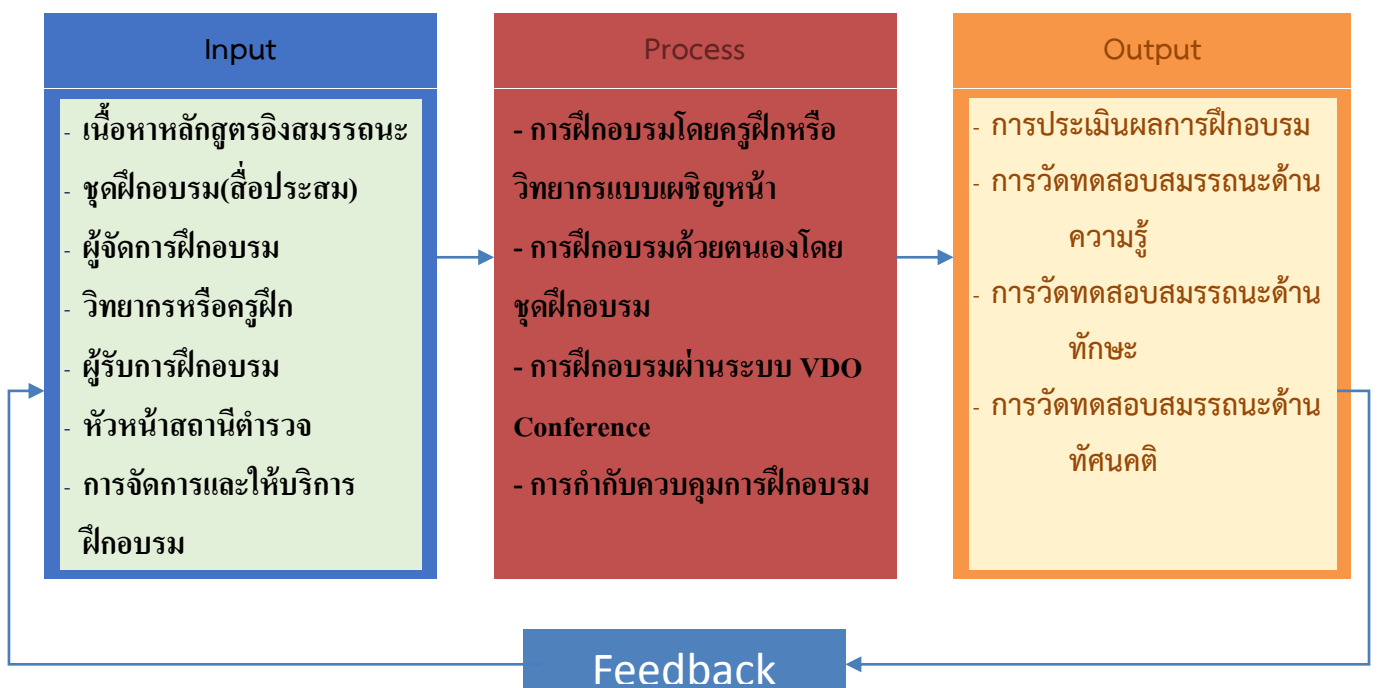 Input
- เนื้อหาหลักสูตรอิงสมรรถนะ
- ชุดฝึกอบรม(สื่อประสม)
- ผู้จัดการฝึกอบรม
- วิทยากรหรือครูฝึก
- ผู้รับการฝึกอบรม
- หัวหน้าสถานีตำรวจ
- การจัดการและให้บริการ
ฝึกอบรม
Process
- การฝึกอบรมโดยครูฝึกหรือ
วิทยากรแบบเผชิญหน้า
- การฝึกอบรมด้วยตนเองโดย
ชุดฝึกอบรม
- การฝึกอบรมผ่านระบบ VDO
Conference
- การกำกับควบคุมการฝึกอบรม
Output
- การประเมินผลการฝึกอบรม
- การวัดทดสอบสมรรถนะด้าน
ความรู้
- การวัดทดสอบสมรรถนะด้าน
ทักษะ
- การวัดทดสอบสมรรถนะด้าน
ทัศนคติ
Feedback